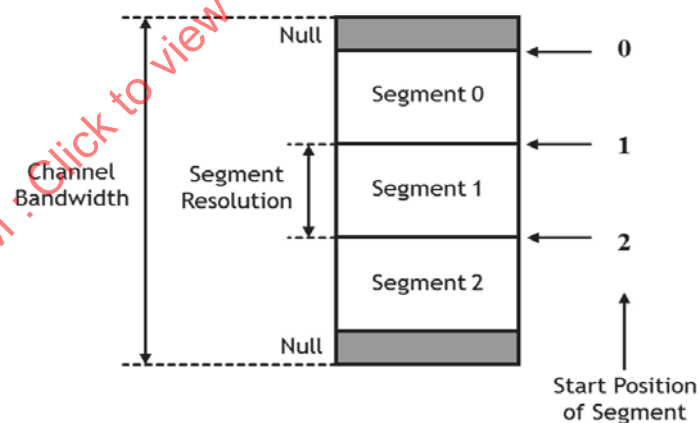 Null
0
Segment 0
1
Channel
Bandwidth
Segment
Resolution
Segment 1
2
Segment 2
Null
Start Position
of Segment
: Click to view